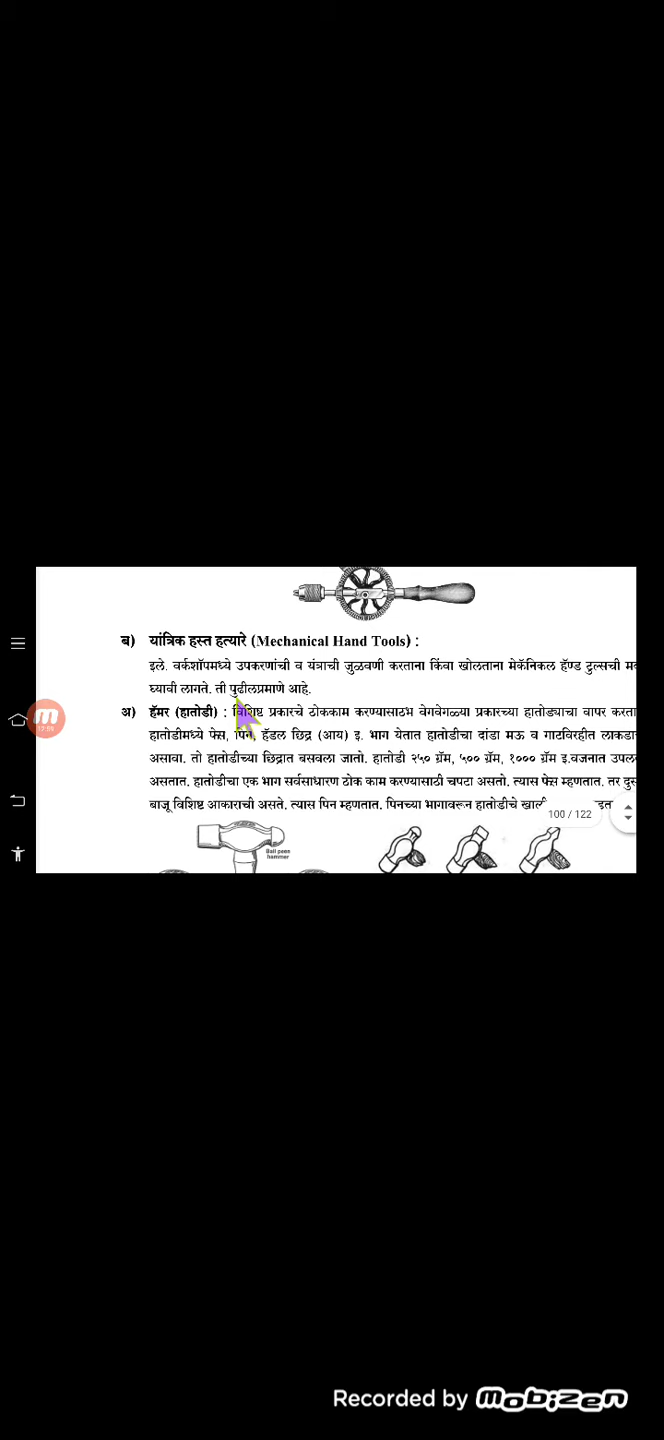 ब) यांत्रिक हस्त हत्यारे (Mechanical Hand Tools) :
इले. वर्कशॉपमध्ये उपकरणांची व यंत्राची जुळवणी करताना किंवा खोलताना मेकॅनिकल हॅण्ड टुल्सची
घ्यावी लागते. ती पुढीलप्रमाणे आहे.
अ) हॅमर (हातोडी) : विशिष्ट प्रकारचे ठोककाम करण्यासाठभ वेगवेगळ्या प्रकारच्या हातोड्याचा वापर
हातोडीमध्ये फेस, पिन, हॅडल छिद्र (आय) इ. भाग येतात हातोडीचा दांडा मऊ व गाठविरहीत
असावा. तो हातोडीच्या छिद्रात बसवला जातो. हातोडी २५० ग्रॅम, ५०० ग्रॅम, १००० ग्रॅम इ.वजनात
असतात. हातोडीचा एक भाग सर्वसाधारण ठोक काम करण्यासाठी चपटा असतो. त्यास फेस म्हणतात. तर
बाजू विशिष्ट आकाराची असते. त्यास पिन म्हणतात. पिनच्या भागावरून हातोडीचे
100 / 122
Ball peen
hammer
m
12:59
Recorded by mobizen